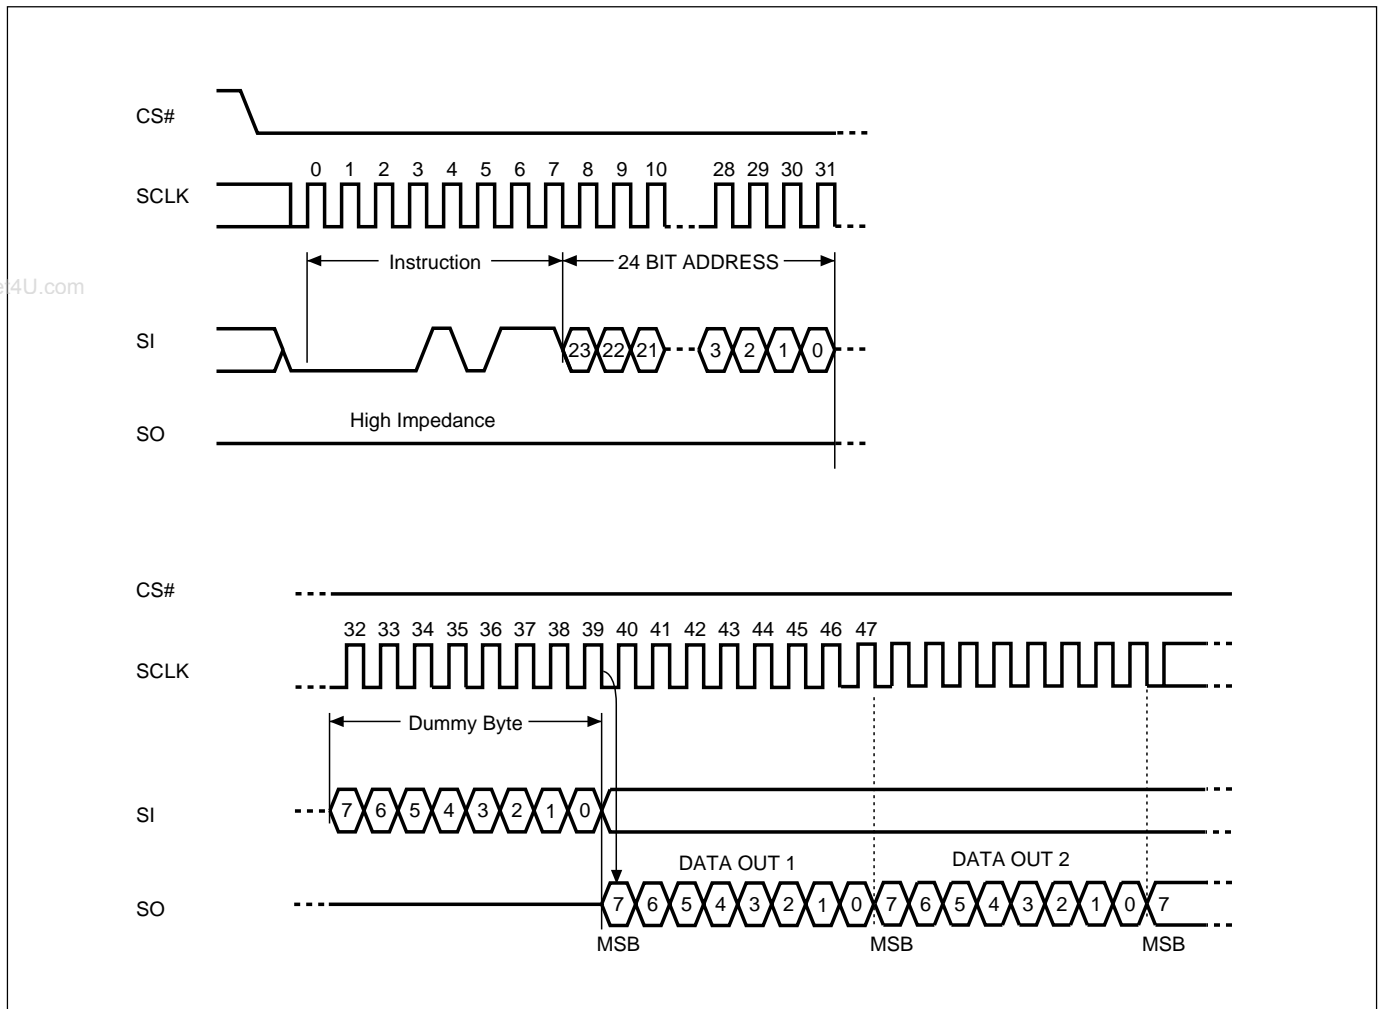 CS#
0 1 2 3 4 5 6 7 8 9 10 28 29 30 31
SCLK
Instruction 24 BIT ADDRESS
et4U.com
SI
23 22 21 3 2 1 0
High Impedance
SO
CS#
32 33 34 35 36 37 38 39 40 41 42 43 44 45 46 47
SCLK
Dummy Byte
SI
7 6 5 4 3 2 1 0
DATA OUT 1 DATA OUT 2
SO
7 6 5 4 3 2 1 0 7 6 5 4 3 2 1 0 7
MSB MSB MSB